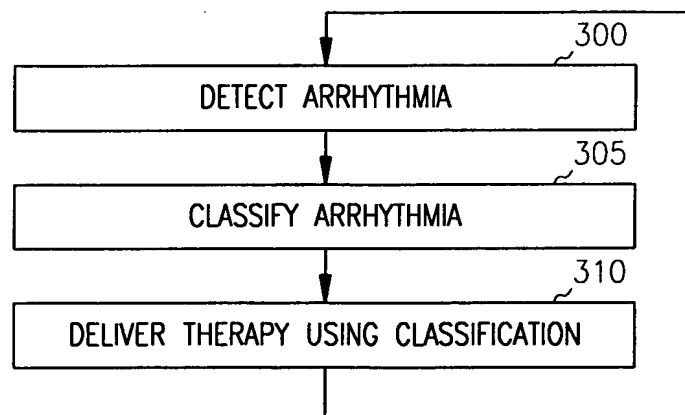 300
DETECT ARRHYTHMIA
305
CLASSIFY ARRHYTHMIA
310
DELIVER THERAPY USING CLASSIFICATION